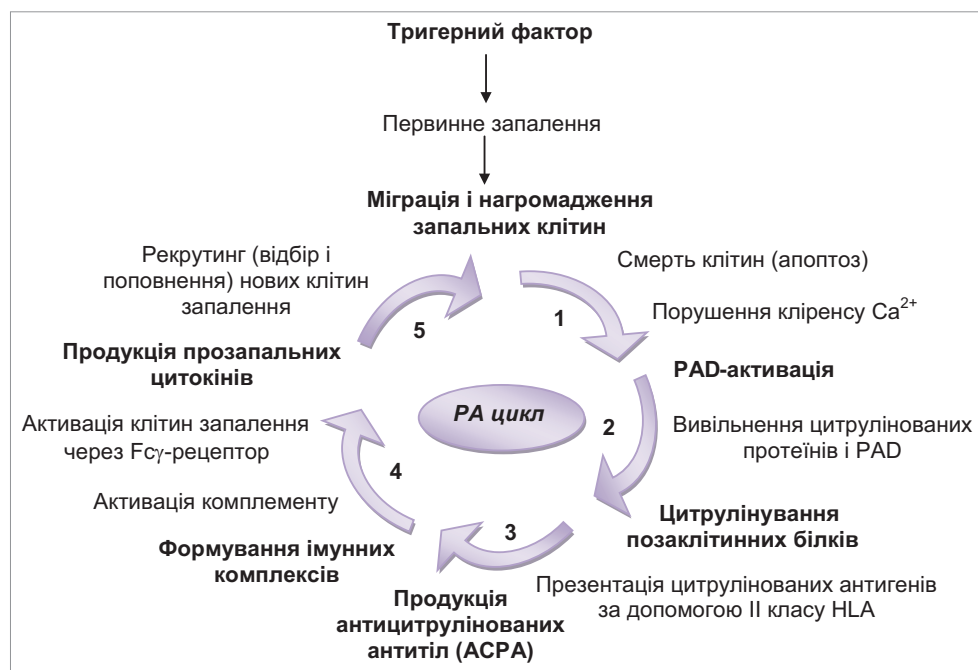 Тригерний фактор
Первинне запалення
Міграція і нагромадження
запальних клітин
Рекрутинг (відбір і
поповнення) нових клітин
запалення
Смерть клітин (апоптоз)
Порушення кліренсу Ca²⁺
5
1
Продукція прозапальних
цитокінів
PAD-активація
РА цикл
2
Вивільнення цитрулінованих
протеїнів і PAD
Активація клітин запалення
через Fcγ-рецептор
4
Активація комплементу
3
Цитрулінування
позаклітинних білків
Формування імунних
комплексів
Презентація цитрулінованих антигенів
за допомогою II класу HLA
Продукція
антицитрулінованих
антитіл (ACPA)